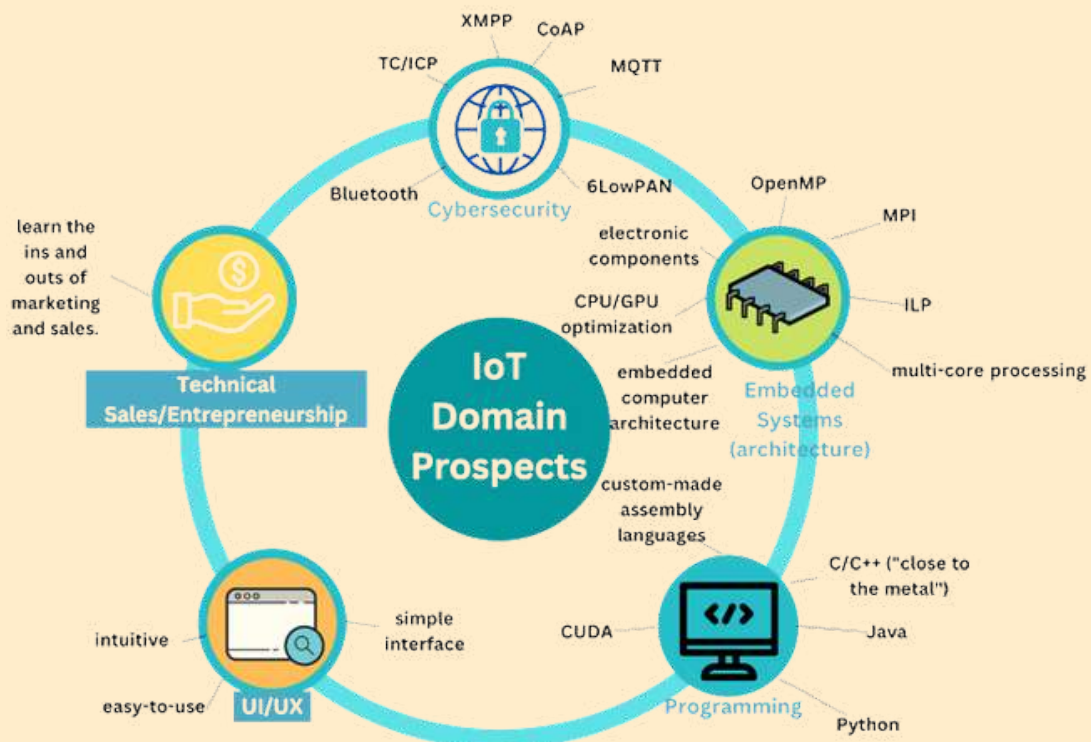 XMPP
CoAP
TC/ICP
MQTT
Bluetooth
6LowPAN
Cybersecurity
OpenMP
MPI
electronic
components
ILP
CPU/GPU
optimization
multi-core processing
embedded
computer
architecture
Embedded
Systems
(architecture)
learn the
ins and
outs of
marketing
and sales.
Technical
Sales/Entrepreneurship
IoT
Domain
Prospects
custom-made
assembly
languages
C/C++ ("close to
the metal")
CUDA
Java
</>
Python
Programming
simple
interface
intuitive
easy-to-use
UI/UX
$